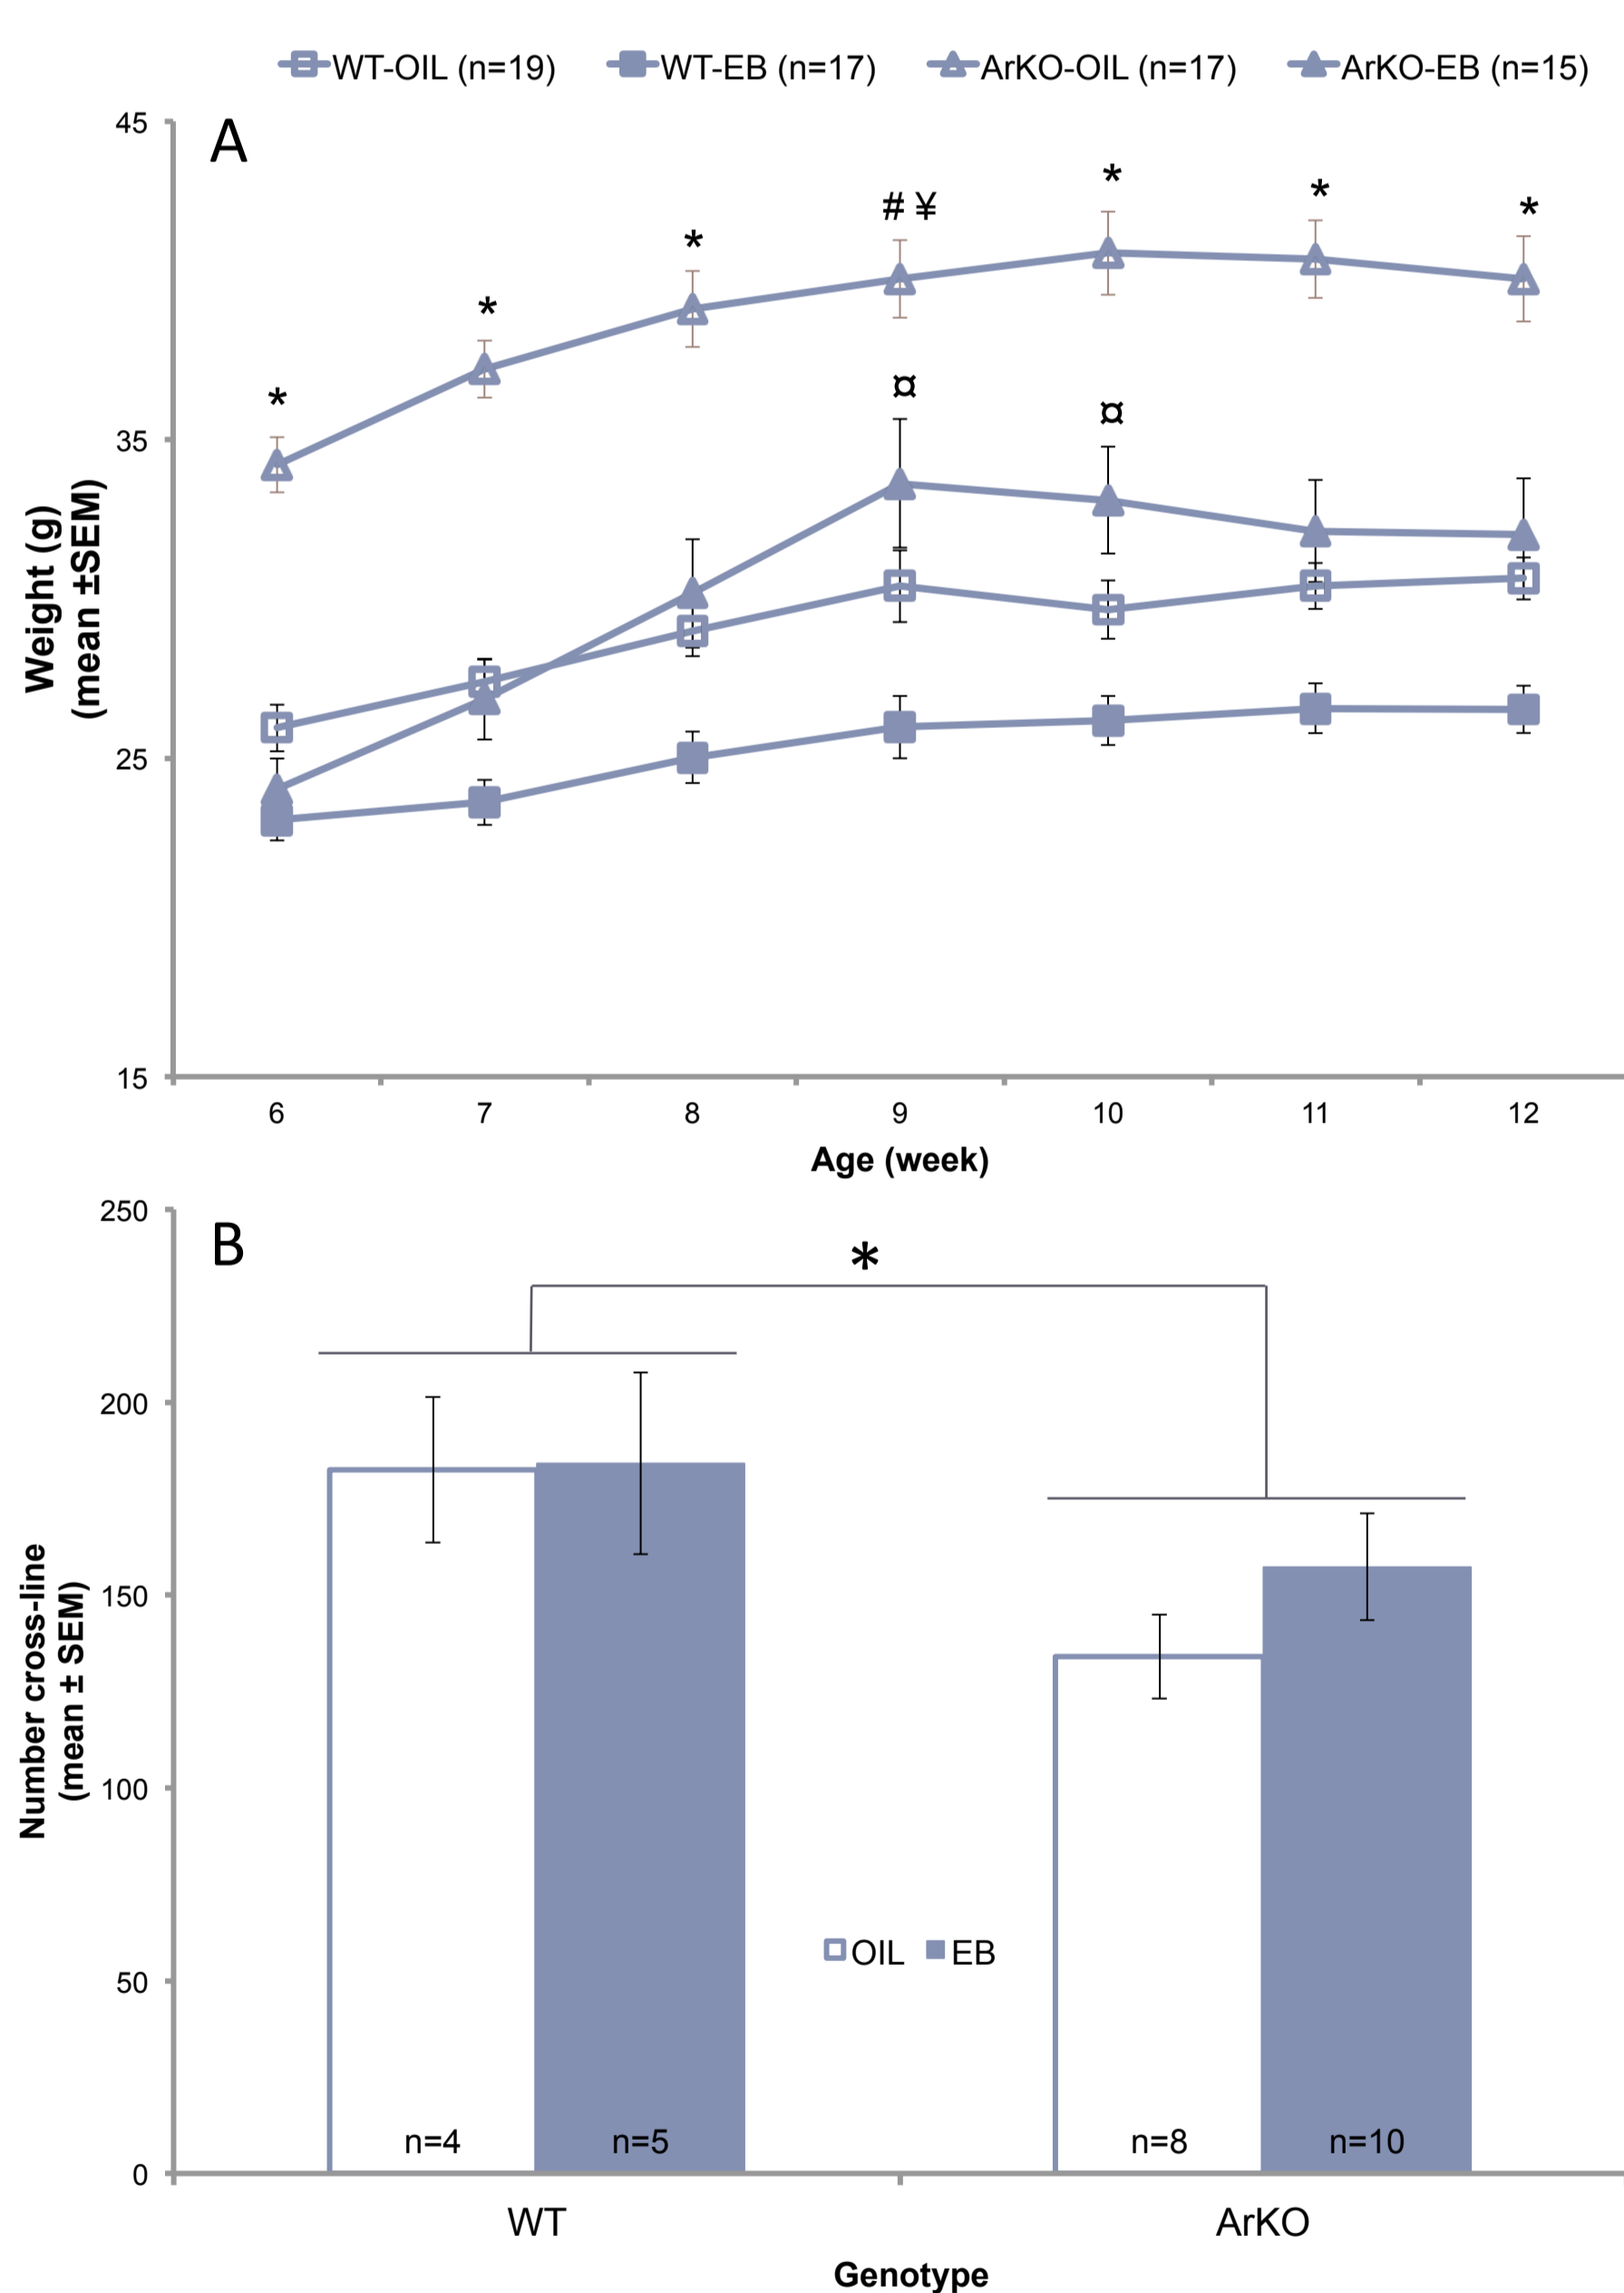 WT-OIL (n=19) WT-EB (n=17) ArKO-OIL (n=17) ArKO-EB (n=15)
A
45
35
25
15
Weight (g)
(mean ±SEM)
*
*
*
# ¥
*
*
*
¤
¤
6 7 8 9 10 11 12
Age (week)
B
250
200
150
100
50
0
Number cross-line
(mean ± SEM)
*
OIL EB
n=4 n=5 n=8 n=10
WT ArKO
Genotype